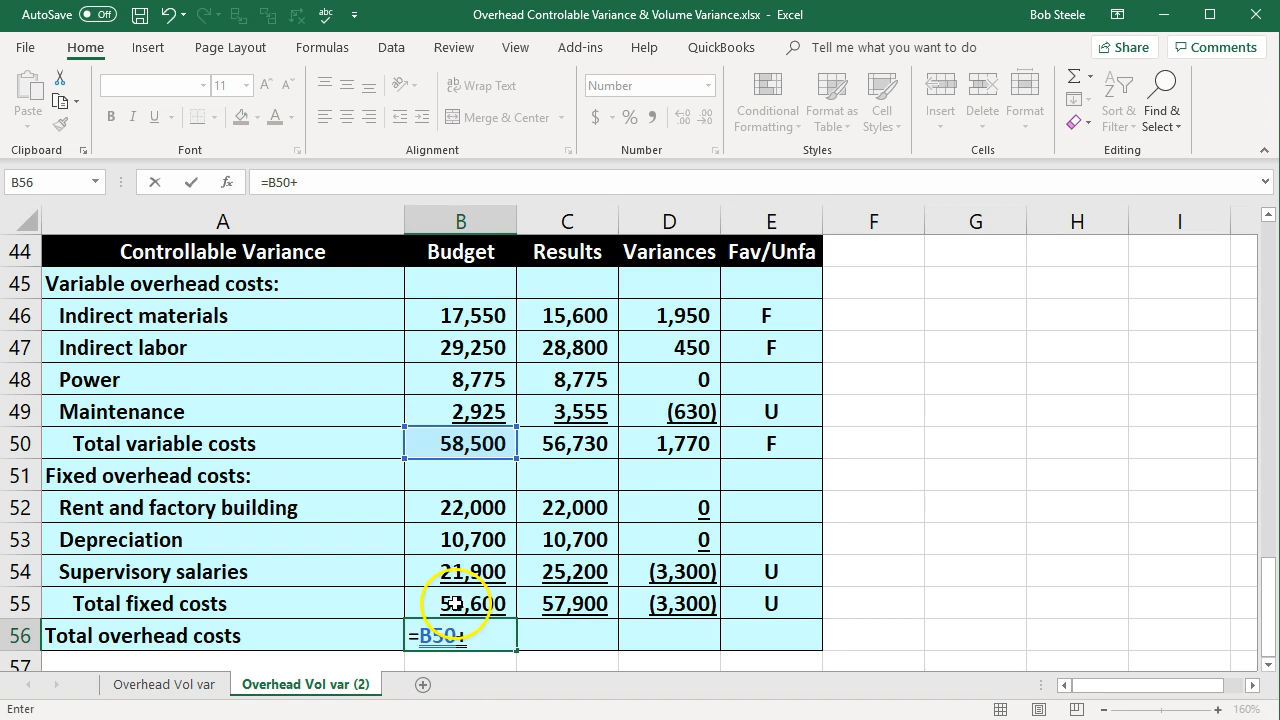 AutoSave Off Overhead Controlable Variance & Volume Variance.xlsx - Excel Bob Steele
File Home Insert Page Layout Formulas Data Review View Add-ins Help QuickBooks Tell me what you want to do Share Comments
Paste 11 A A Wrap Text Number Conditional Formatting Format as Table Cell Styles Insert Delete Format Sort & Filter Find & Select
B I U A Merge & Center $ % ,
Clipboard Font Alignment Number Styles Cells Editing
B56 fx =B50+
A B C D E F G H I
44 Controllable Variance Budget Results Variances Fav/Unfa
45 Variable overhead costs:
46 Indirect materials 17,550 15,600 1,950 F
47 Indirect labor 29,250 28,800 450 F
48 Power 8,775 8,775 0
49 Maintenance 2,925 3,555 (630) U
50 Total variable costs 58,500 56,730 1,770 F
51 Fixed overhead costs:
52 Rent and factory building 22,000 22,000 0
53 Depreciation 10,700 10,700 0
54 Supervisory salaries 21,900 25,200 (3,300) U
55 Total fixed costs 57,900 (3,300) U
56 Total overhead costs =B50+
57
Overhead Vol var Overhead Vol var (2)
Enter 160%